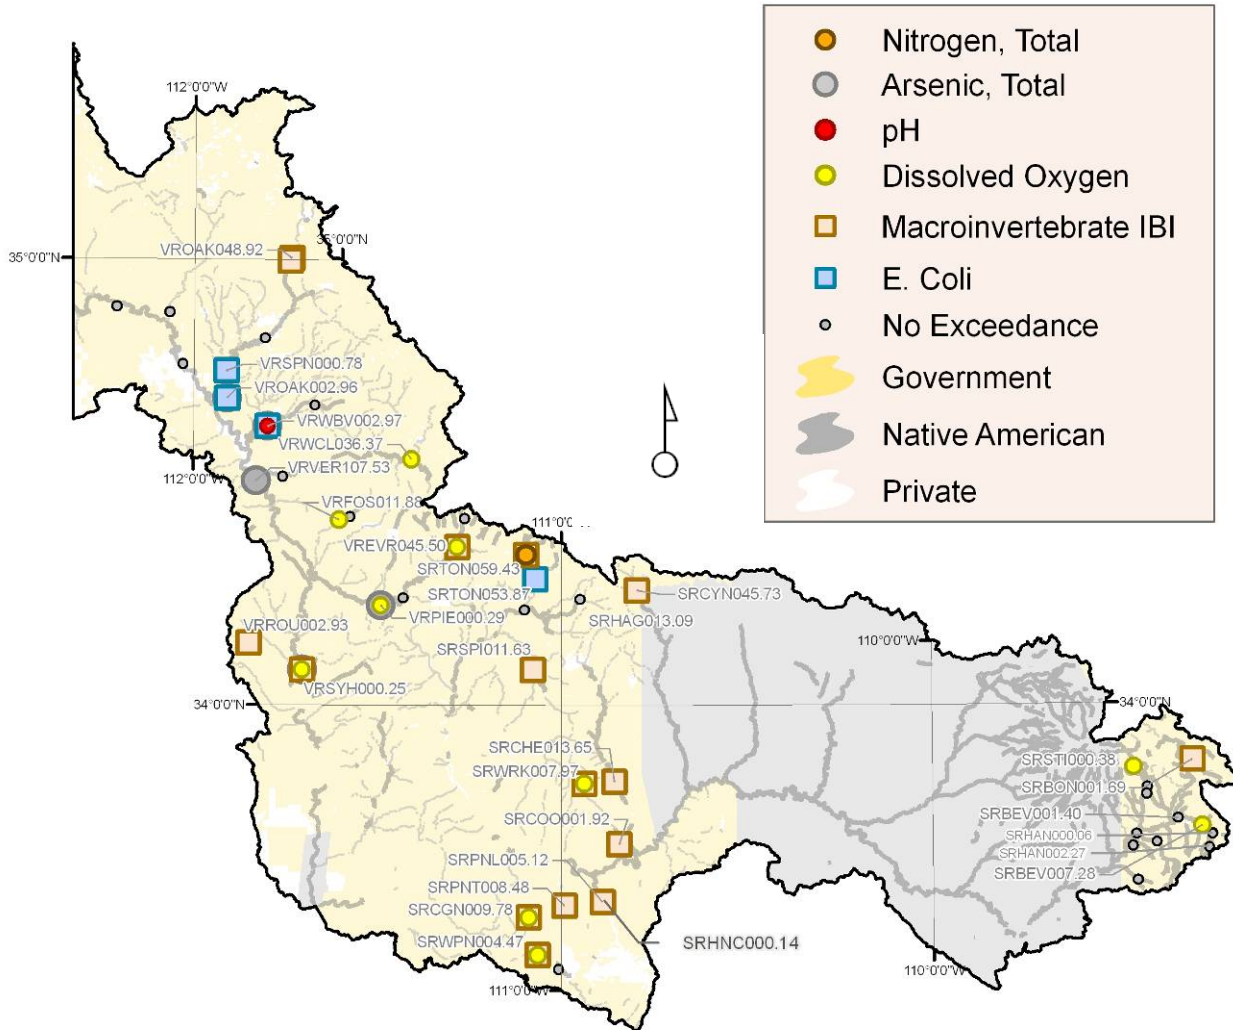 Nitrogen, Total
Arsenic, Total
pH
Dissolved Oxygen
Macroinvertebrate IBI
E. Coli
No Exceedance
Government
Native American
Private
112°0'0"W
35°0'0"N
VROAK048.92
35°0'0"N
VRSPN000.78
VROAK002.96
VRWBV002.97
VRWCL036.37
112°0'0"W
VRVER107.53
VRFOS011.88
111°0'
VREVR045.50
SRTON059.43
SRTON053.87
SRCYN045.73
VRPIE000.29
SRHAG013.09
VRROU002.93
110°0'0"W
SRSPI011.63
VRSYH000.25
34°0'0"N
34°0'0"N
SRCHE013.65
SRSTI000.38
SRWRK007.97
SRBON001.69
SRCOO001.92
SRBEV001.40
SRHAN000.06
SRHAN002.27
SRPNL005.12
SRBEV007.28
SRPNT008.48
SRCGN009.78
SRWPN004.47
SRHNC000.14
110°0'0"W
111°0'0"W